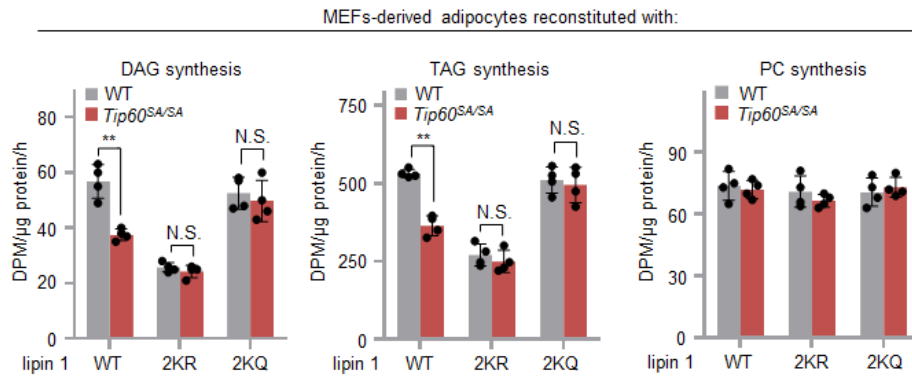 MEFs-derived adipocytes reconstituted with:
DAG synthesis
WT
Tip60SA/SA
DPM/µg protein/h
80
60
40
20
0
**
N.S.
N.S.
lipin 1 WT 2KR 2KQ
TAG synthesis
WT
Tip60SA/SA
DPM/µg protein/h
750
500
250
0
**
N.S.
N.S.
lipin 1 WT 2KR 2KQ
PC synthesis
WT
Tip60SA/SA
DPM/µg protein/h
90
70
30
0
lipin 1 WT 2KR 2KQ